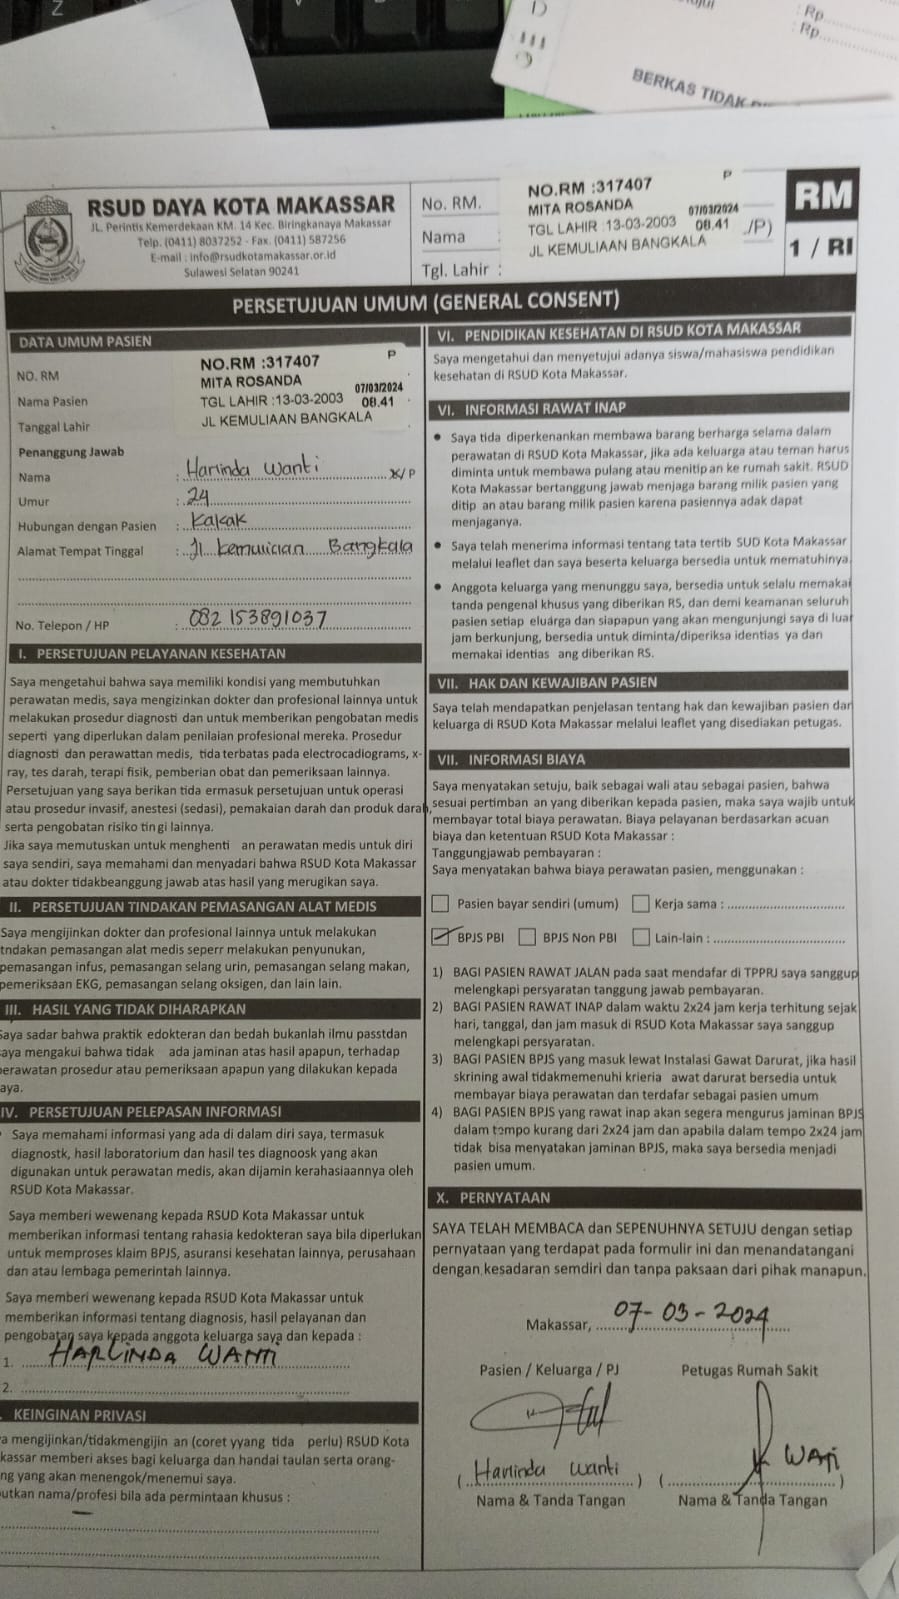 Z
: Rp
: Rp
BERKAS TIDAK
RSUD DAYA KOTA MAKASSAR
JL. Perintis Kemerdekaan KM. 14 Kec. Biringkanaya Makassar
Telp. (0411) 8037252 - Fax. (0411) 587256
E-mail : info@rsudkotamakassar.or.id
Sulawesi Selatan 90241
No. RM.
Nama :
Tgl. Lahir :
NO.RM :317407 P
MITA ROSANDA 07/03/2024
TGL LAHIR :13-03-2003 08.41
JL KEMULIAAN BANGKALA
/P)
RM
1 / RI
PERSETUJUAN UMUM (GENERAL CONSENT)
DATA UMUM PASIEN
NO. RM
Nama Pasien
Tanggal Lahir
NO.RM :317407 P
MITA ROSANDA 07/03/2024
TGL LAHIR :13-03-2003 08.41
JL KEMULIAAN BANGKALA
Penanggung Jawab
Nama : Harlinda Wanti L/P
Umur : 24
Hubungan dengan Pasien : Kakak
Alamat Tempat Tinggal : Jl. kemulician Bangkala
No. Telepon / HP : 082 153891037
I. PERSETUJUAN PELAYANAN KESEHATAN
Saya mengetahui bahwa saya memiliki kondisi yang membutuhkan
perawatan medis, saya mengizinkan dokter dan profesional lainnya untuk
melakukan prosedur diagnosti dan untuk memberikan pengobatan medis
seperti yang diperlukan dalam penilaian profesional mereka. Prosedur
diagnosti dan perawattan medis, tida terbatas pada electrocadiograms, x-
ray, tes darah, terapi fisik, pemberian obat dan pemeriksaan lainnya.
Persetujuan yang saya berikan tida ermasuk persetujuan untuk operasi
atau prosedur invasif, anestesi (sedasi), pemakaian darah dan produk darah,
serta pengobatan risiko tin gi lainnya.
Jika saya memutuskan untuk menghenti an perawatan medis untuk diri
saya sendiri, saya memahami dan menyadari bahwa RSUD Kota Makassar
atau dokter tidakbeanggung jawab atas hasil yang merugikan saya.
II. PERSETUJUAN TINDAKAN PEMASANGAN ALAT MEDIS
Saya mengijinkan dokter dan profesional lainnya untuk melakukan
tndakan pemasangan alat medis seperr melakukan penyunukan,
pemasangan infus, pemasangan selang urin, pemasangan selang makan,
pemeriksaan EKG, pemasangan selang oksigen, dan lain lain.
III. HASIL YANG TIDAK DIHARAPKAN
Saya sadar bahwa praktik edokteran dan bedah bukanlah ilmu passtdan
saya mengakui bahwa tidak ada jaminan atas hasil apapun, terhadap
perawatan prosedur atau pemeriksaan apapun yang dilakukan kepada
aya.
IV. PERSETUJUAN PELEPASAN INFORMASI
Saya memahami informasi yang ada di dalam diri saya, termasuk
diagnostk, hasil laboratorium dan hasil tes diagnoosk yang akan
digunakan untuk perawatan medis, akan dijamin kerahasiaannya oleh
RSUD Kota Makassar.
Saya memberi wewenang kepada RSUD Kota Makassar untuk
memberikan informasi tentang rahasia kedokteran saya bila diperlukan
untuk memproses klaim BPJS, asuransi kesehatan lainnya, perusahaan
dan atau lembaga pemerintah lainnya.
Saya memberi wewenang kepada RSUD Kota Makassar untuk
memberikan informasi tentang diagnosis, hasil pelayanan dan
pengobatan saya kepada anggota keluarga saya dan kepada :
1. HARLINDA WANTI
2.
KEINGINAN PRIVASI
a mengijinkan/tidakmengijin an (coret yyang tida perlu) RSUD Kota
kassar memberi akses bagi keluarga dan handai taulan serta orang-
ng yang akan menengok/menemui saya.
utkan nama/profesi bila ada permintaan khusus :
VI. PENDIDIKAN KESEHATAN DI RSUD KOTA MAKASSAR
Saya mengetahui dan menyetujui adanya siswa/mahasiswa pendidikan
kesehatan di RSUD Kota Makassar.
VI. INFORMASI RAWAT INAP
• Saya tida diperkenankan membawa barang berharga selama dalam
perawatan di RSUD Kota Makassar, jika ada keluarga atau teman harus
diminta untuk membawa pulang atau menitip an ke rumah sakit. RSUD
Kota Makassar bertanggung jawab menjaga barang milik pasien yang
ditip an atau barang milik pasien karena pasiennya adak dapat
menjaganya.
• Saya telah menerima informasi tentang tata tertib SUD Kota Makassar
melalui leaflet dan saya beserta keluarga bersedia untuk mematuhinya.
• Anggota keluarga yang menunggu saya, bersedia untuk selalu memakai
tanda pengenal khusus yang diberikan RS, dan demi keamanan seluruh
pasien setiap eluarga dan siapapun yang akan mengunjungi saya di luar
jam berkunjung, bersedia untuk diminta/diperiksa identias ya dan
memakai identias ang diberikan RS.
VII. HAK DAN KEWAJIBAN PASIEN
Saya telah mendapatkan penjelasan tentang hak dan kewajiban pasien dan
keluarga di RSUD Kota Makassar melalui leaflet yang disediakan petugas.
VII. INFORMASI BIAYA
Saya menyatakan setuju, baik sebagai wali atau sebagai pasien, bahwa
sesuai pertimban an yang diberikan kepada pasien, maka saya wajib untuk
membayar total biaya perawatan. Biaya pelayanan berdasarkan acuan
biaya dan ketentuan RSUD Kota Makassar :
Tanggungjawab pembayaran :
Saya menyatakan bahwa biaya perawatan pasien, menggunakan :
Pasien bayar sendiri (umum) Kerja sama :
BPJS PBI BPJS Non PBI Lain-lain :
1) BAGI PASIEN RAWAT JALAN pada saat mendafar di TPPRJ saya sanggup
melengkapi persyaratan tanggung jawab pembayaran.
2) BAGI PASIEN RAWAT INAP dalam waktu 2x24 jam kerja terhitung sejak
hari, tanggal, dan jam masuk di RSUD Kota Makassar saya sanggup
melengkapi persyaratan.
3) BAGI PASIEN BPJS yang masuk lewat Instalasi Gawat Darurat, jika hasil
skrining awal tidakmemenuhi krieria awat darurat bersedia untuk
membayar biaya perawatan dan terdafar sebagai pasien umum
4) BAGI PASIEN BPJS yang rawat inap akan segera mengurus jaminan BPJS
dalam tempo kurang dari 2x24 jam dan apabila dalam tempo 2x24 jam
tidak bisa menyatakan jaminan BPJS, maka saya bersedia menjadi
pasien umum.
X. PERNYATAAN
SAYA TELAH MEMBACA dan SEPENUHNYA SETUJU dengan setiap
pernyataan yang terdapat pada formulir ini dan menandatangani
dengan kesadaran semdiri dan tanpa paksaan dari pihak manapun.
Makassar, 07-03-2024
Pasien / Keluarga / PJ Petugas Rumah Sakit
(Harlinda Wanti) (WATI)
Nama & Tanda Tangan Nama & Tanda Tangan